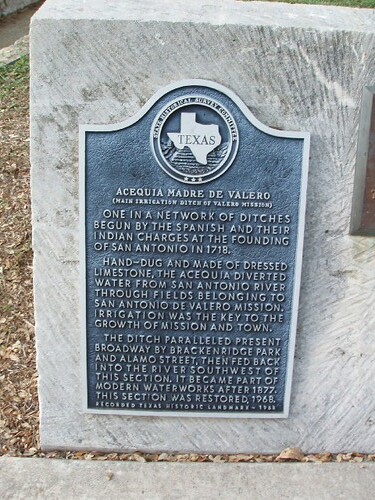 STATE HISTORICAL SURVEY COMMITTEE
TEXAS
ACEQUIA MADRE DE VALERO
(MAIN IRRIGATION DITCH OF VALERO MISSION)
ONE IN A NETWORK OF DITCHES
BEGUN BY THE SPANISH AND THEIR
INDIAN CHARGES AT THE FOUNDING
OF SAN ANTONIO IN 1718.
HAND-DUG AND MADE OF DRESSED
LIMESTONE, THE ACEQUIA DIVERTED
WATER FROM SAN ANTONIO RIVER
THROUGH FIELDS BELONGING TO
SAN ANTONIO DE VALERO MISSION.
IRRIGATION WAS THE KEY TO THE
GROWTH OF MISSION AND TOWN.
THE DITCH PARALLELED PRESENT
BROADWAY BY BRACKENRIDGE PARK
AND ALAMO STREET, THEN FED BACK
INTO THE RIVER SOUTHWEST OF
THIS SECTION. IT BECAME PART OF
MODERN WATERWORKS AFTER 1877.
THIS SECTION WAS RESTORED, 1968.
RECORDED TEXAS HISTORIC LANDMARK - 1968